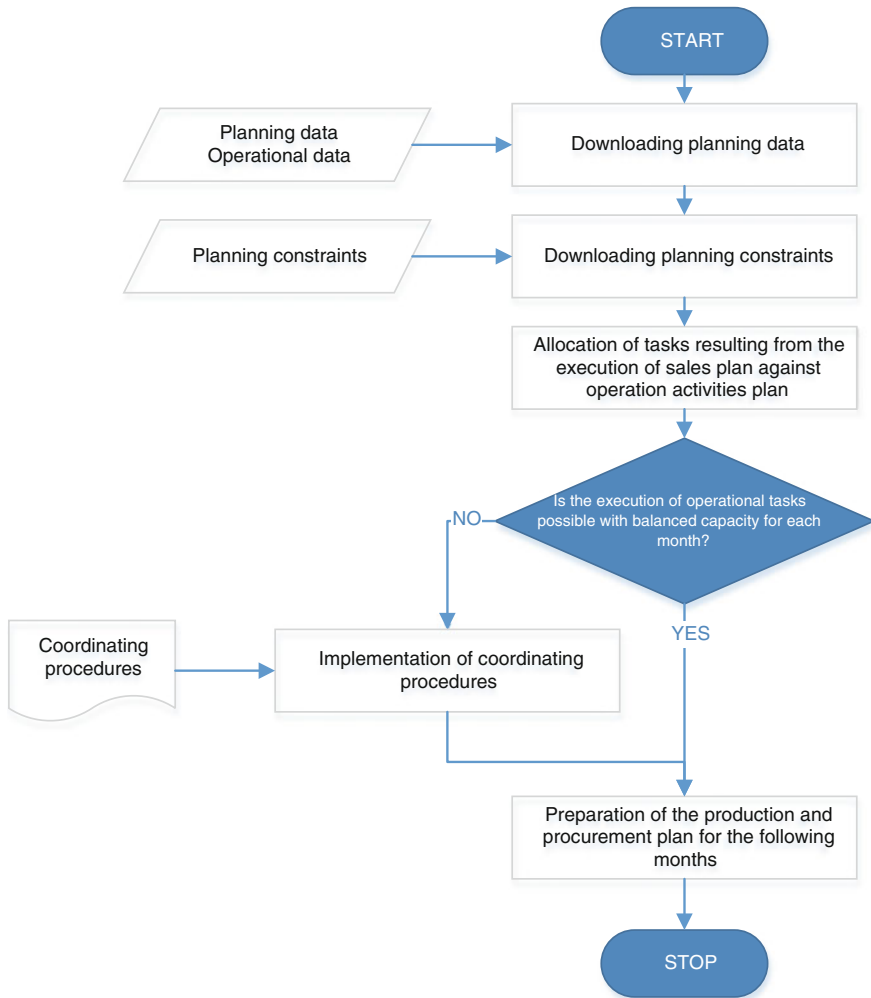 START
Planning data
Operational data
Downloading planning data
Planning constraints
Downloading planning constraints
Allocation of tasks resulting from the
execution of sales plan against
operation activities plan
Is the execution of operational tasks
possible with balanced capacity for each
month?
NO
YES
Coordinating
procedures
Implementation of coordinating
procedures
Preparation of the production and
procurement plan for the following
months
STOP